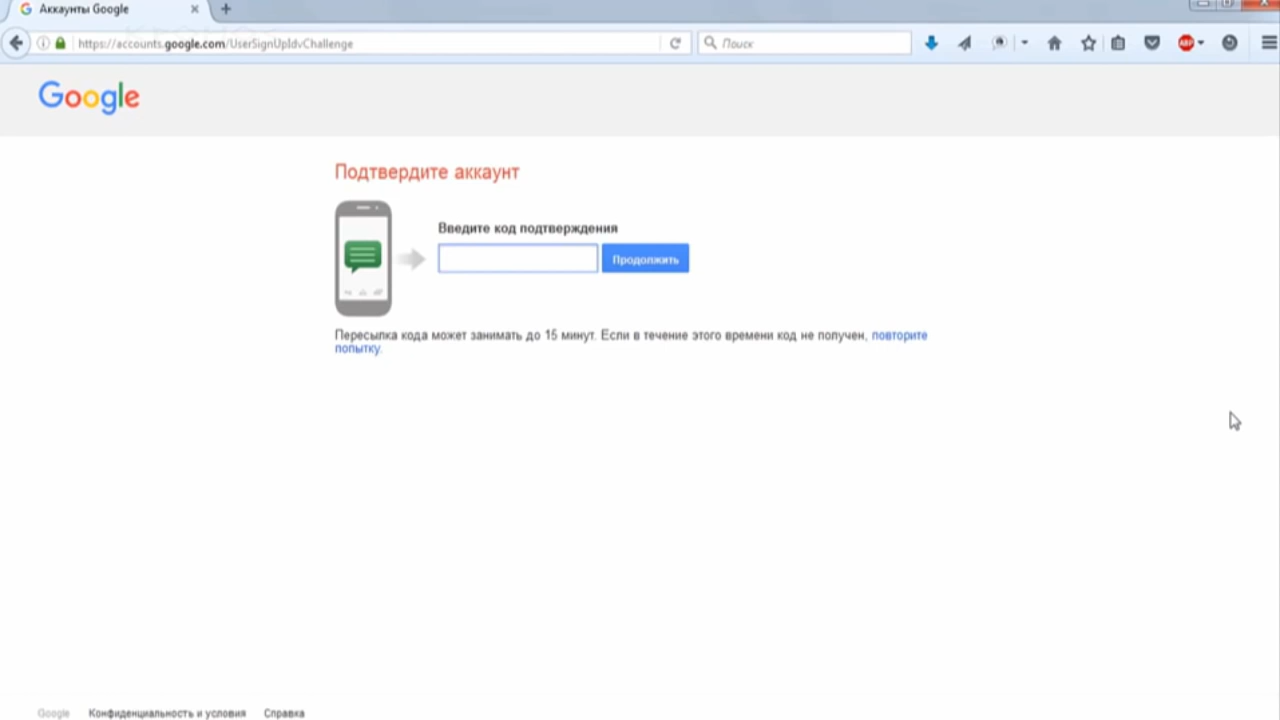 Аккаунты Google
https://accounts.google.com/UserSignUpIdvChallenge
Поиск
ABP
Google
Подтвердите аккаунт
Введите код подтверждения
Продолжить
Пересылка кода может занимать до 15 минут. Если в течение этого времени код не получен, повторите
попытку.
Google Конфиденциальность и условия Справка